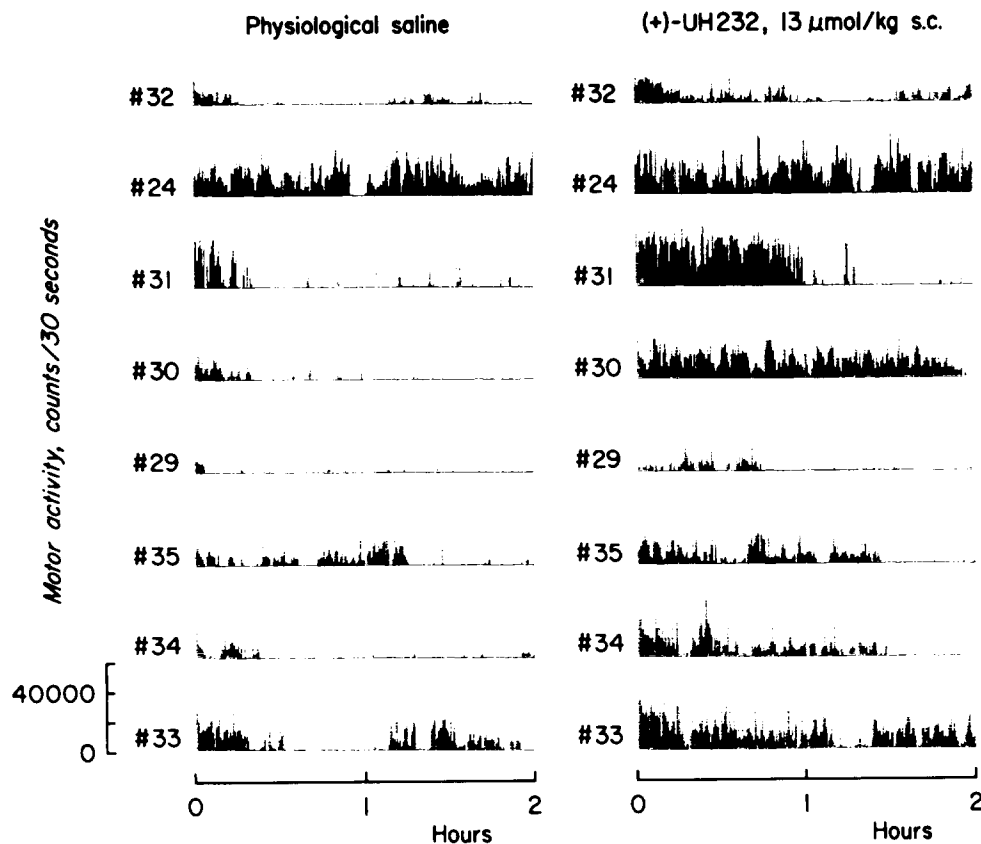 Physiological saline
(+)-UH232, 13 µmol/kg s.c.
Motor activity, counts/30 seconds
#32
#24
#31
#30
#29
#35
#34
#33
40000
0
0 1 2
Hours
#32
#24
#31
#30
#29
#35
#34
#33
0 1 2
Hours